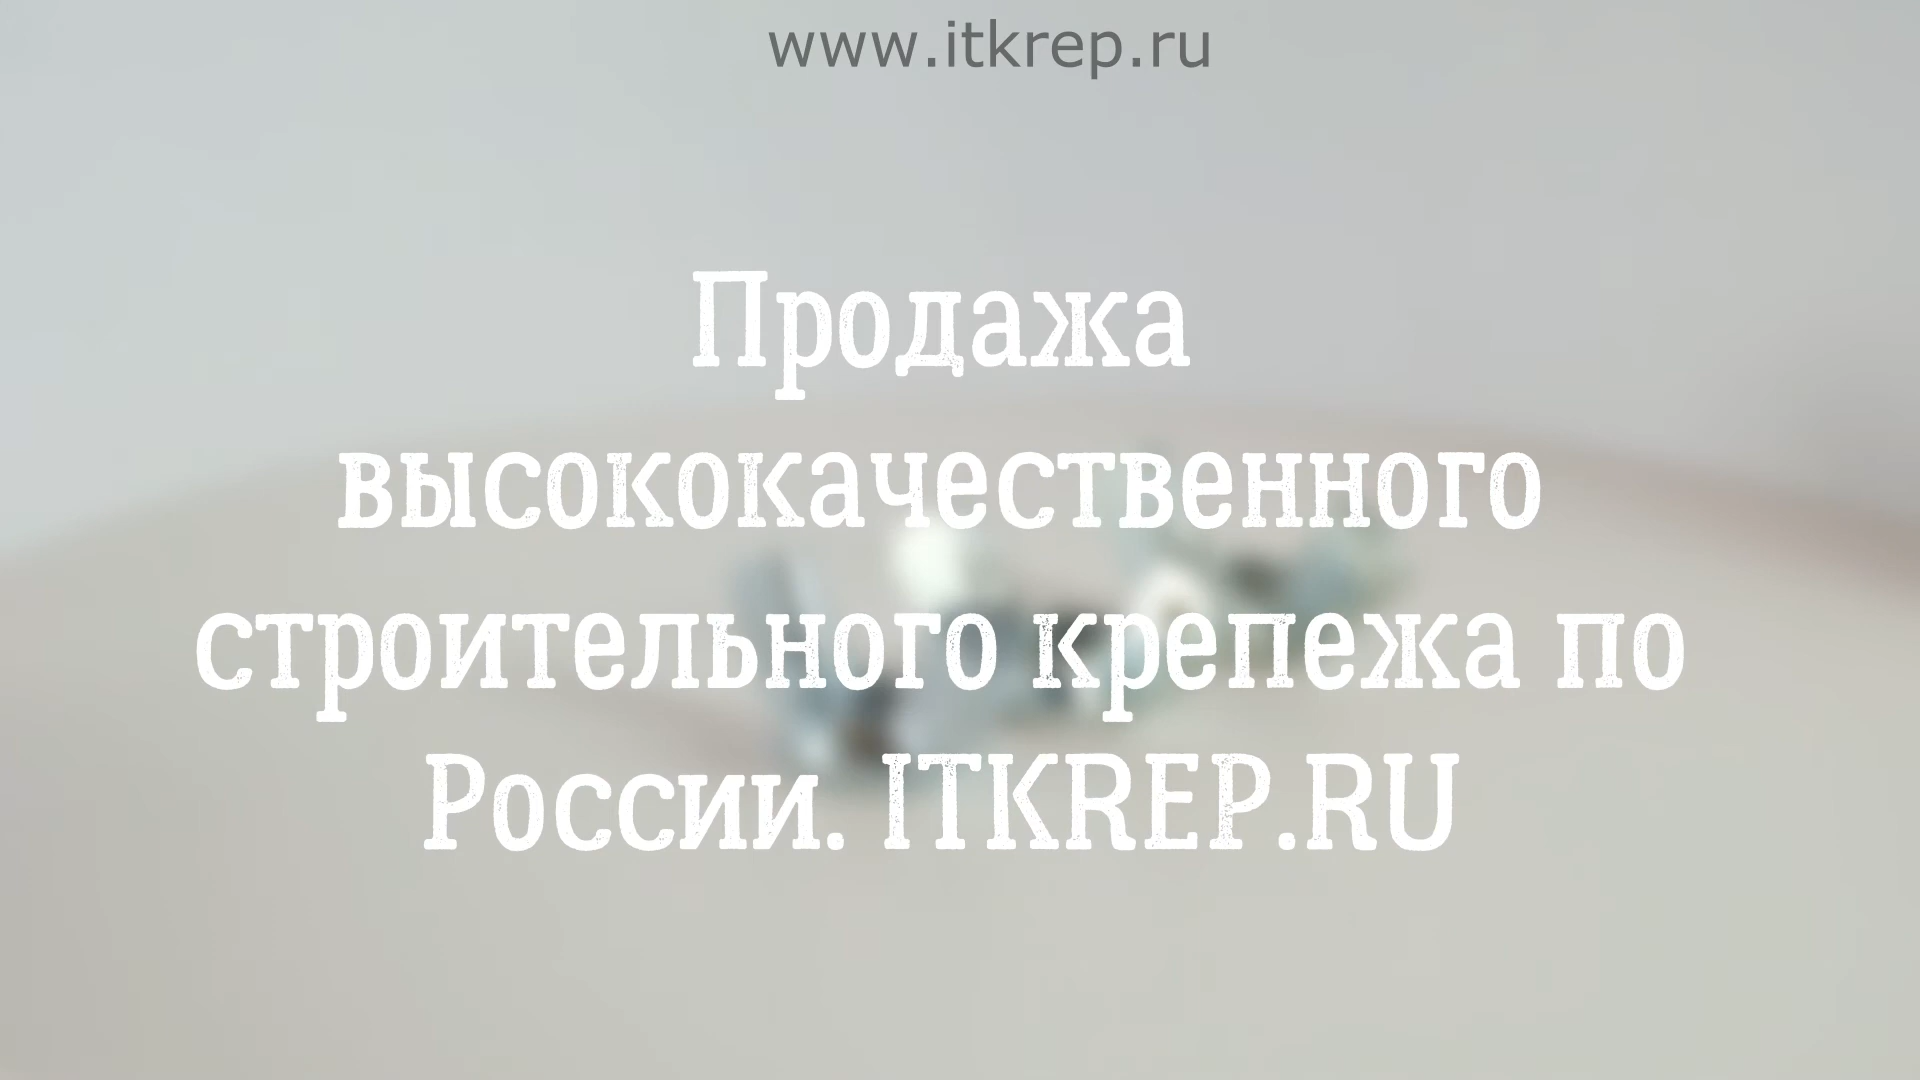 www.itkrep.ru
Продажа
высококачественного
строительного крепежа по
России. ITKREP.RU